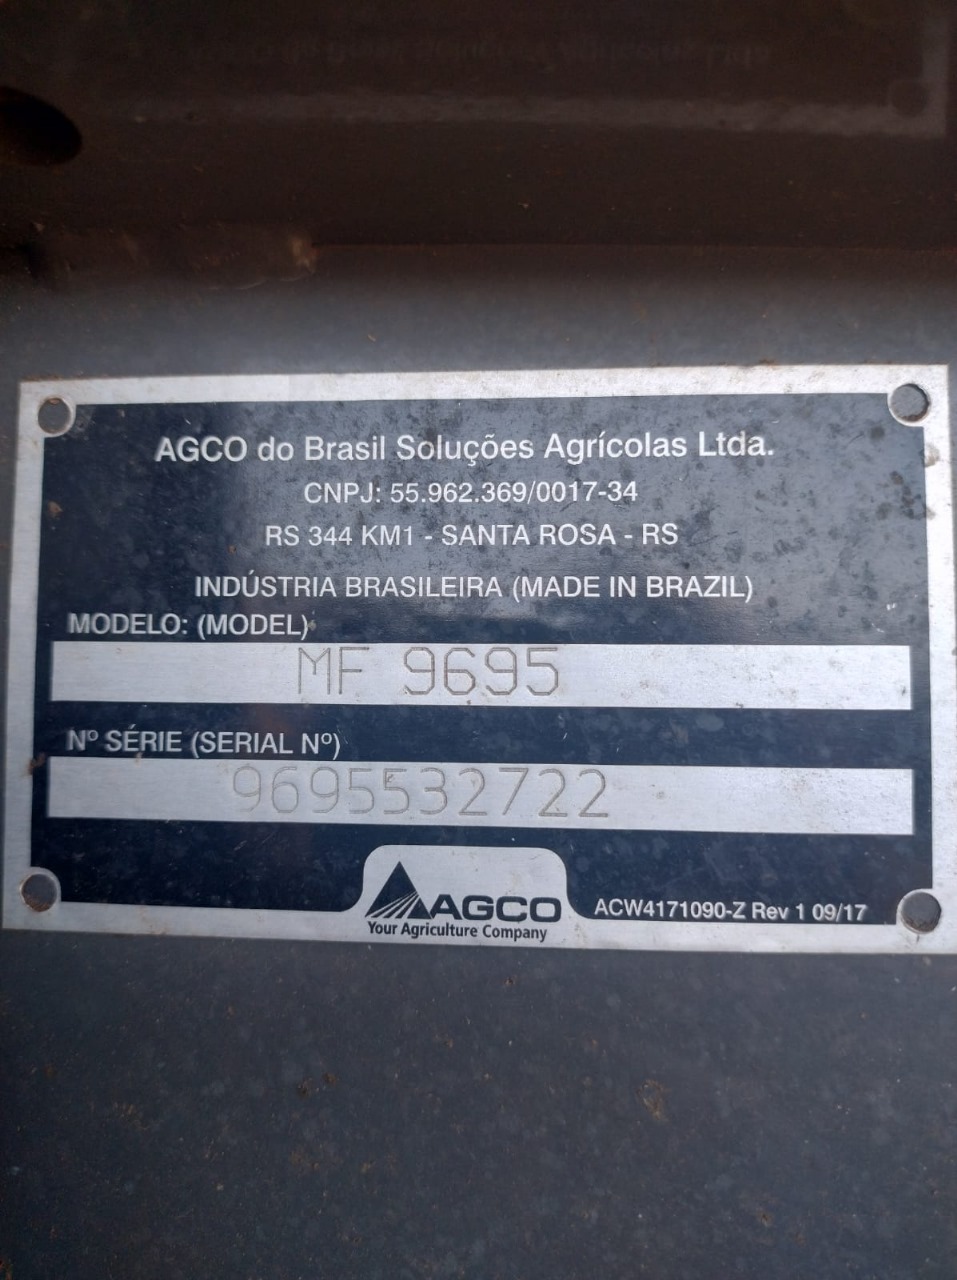 AGCO do Brasil Soluções Agrícolas Ltda.
CNPJ: 55.962.369/0017-34
RS 344 KM1 - SANTA ROSA - RS
INDÚSTRIA BRASILEIRA (MADE IN BRAZIL)
MODELO: (MODEL)
MF 9695
Nº SÉRIE (SERIAL Nº)
9695532722
AGCO
Your Agriculture Company
ACW4171090-Z Rev 1 09/17